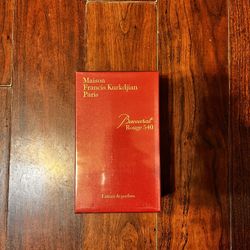 Maison
Francis Kurkdjian
Paris
Baccarat
Rouge 540
Extrait de parfum